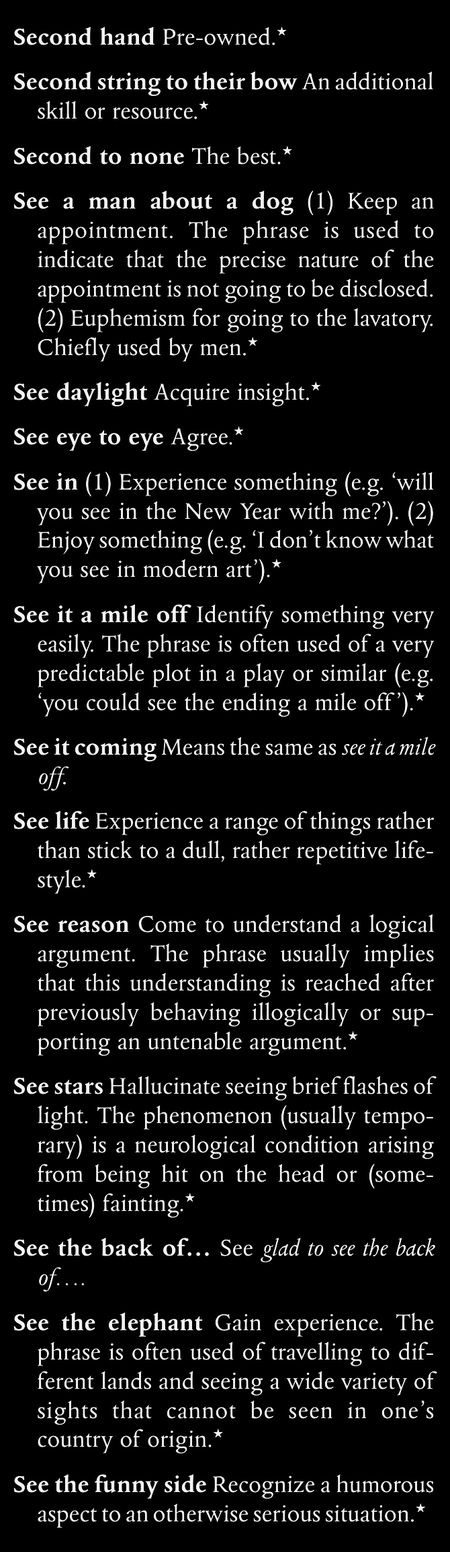 Second hand Pre-owned.★
Second string to their bow An additional
skill or resource.★
Second to none The best.★
See a man about a dog (1) Keep an
appointment. The phrase is used to
indicate that the precise nature of the
appointment is not going to be disclosed.
(2) Euphemism for going to the lavatory.
Chiefly used by men.★
See daylight Acquire insight.★
See eye to eye Agree.★
See in (1) Experience something (e.g. ‘will
you see in the New Year with me?’). (2)
Enjoy something (e.g. ‘I don’t know what
you see in modern art’).★
See it a mile off Identify something very
easily. The phrase is often used of a very
predictable plot in a play or similar (e.g.
‘you could see the ending a mile off’).★
See it coming Means the same as see it a mile
off.
See life Experience a range of things rather
than stick to a dull, rather repetitive life-
style.★
See reason Come to understand a logical
argument. The phrase usually implies
that this understanding is reached after
previously behaving illogically or sup-
porting an untenable argument.★
See stars Hallucinate seeing brief flashes of
light. The phenomenon (usually tempo-
rary) is a neurological condition arising
from being hit on the head or (some-
times) fainting.★
See the back of… See glad to see the back
of….
See the elephant Gain experience. The
phrase is often used of travelling to dif-
ferent lands and seeing a wide variety of
sights that cannot be seen in one’s
country of origin.★
See the funny side Recognize a humorous
aspect to an otherwise serious situation.★